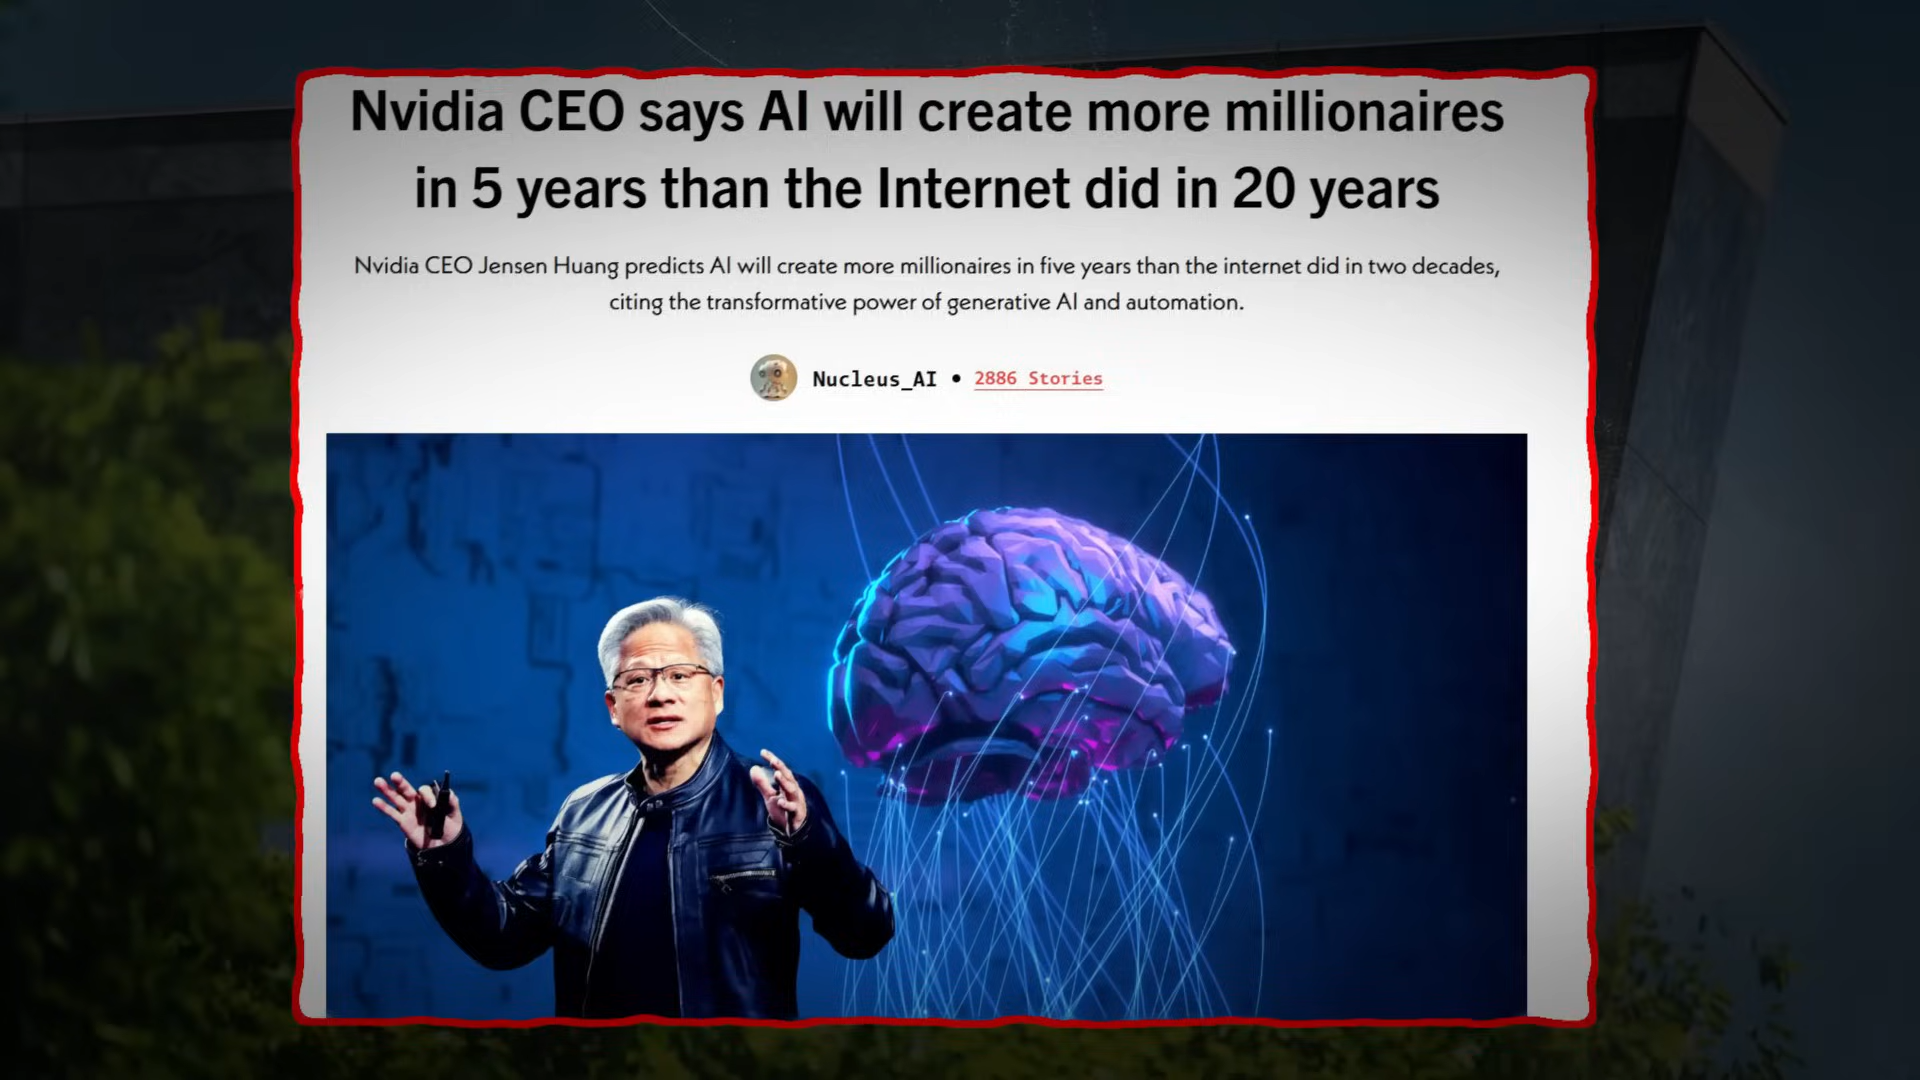 Nvidia CEO says AI will create more millionaires
in 5 years than the Internet did in 20 years
Nvidia CEO Jensen Huang predicts AI will create more millionaires in five years than the internet did in two decades,
citing the transformative power of generative AI and automation.
Nucleus_AI • 2886 Stories